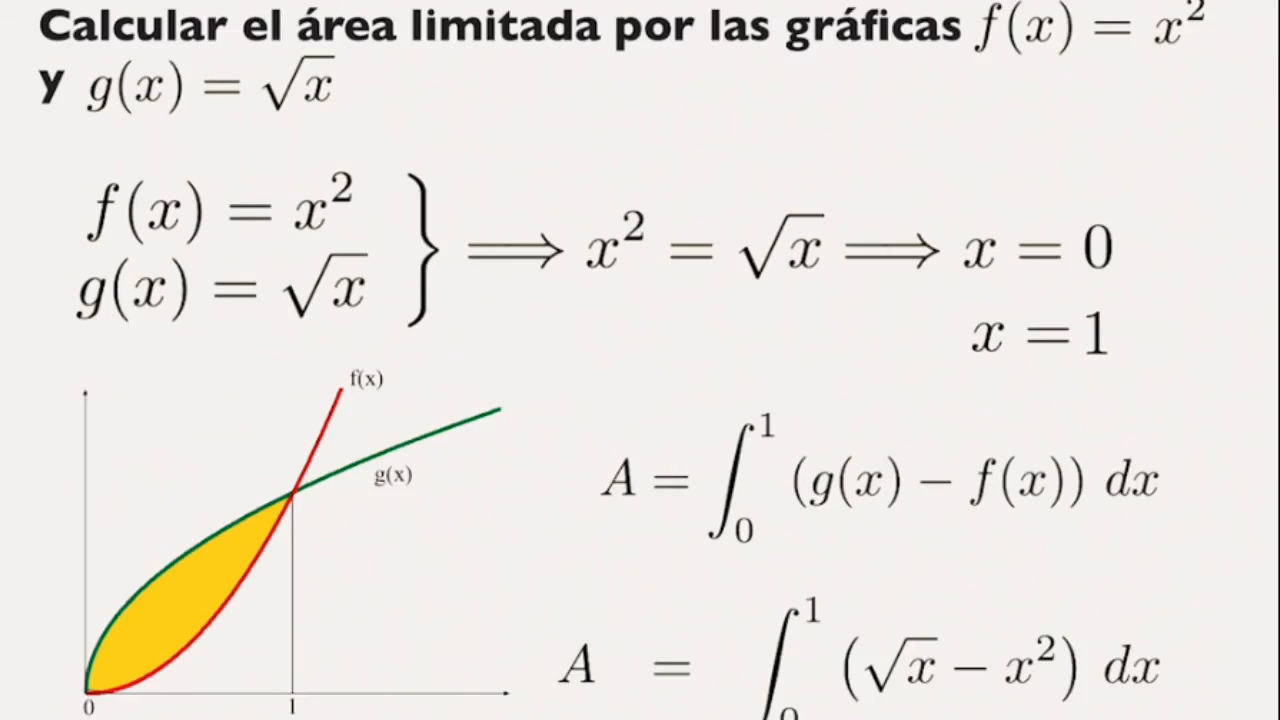 Calcular el área limitada por las gráficas f(x) = x²
y g(x) = √x
f(x) = x²
g(x) = √x
} ⟹ x² = √x ⟹ x = 0
x = 1
f(x)
g(x)
0
1
A = ∫₀¹ (g(x) − f(x)) dx
A = ∫₀¹ (√x − x²) dx